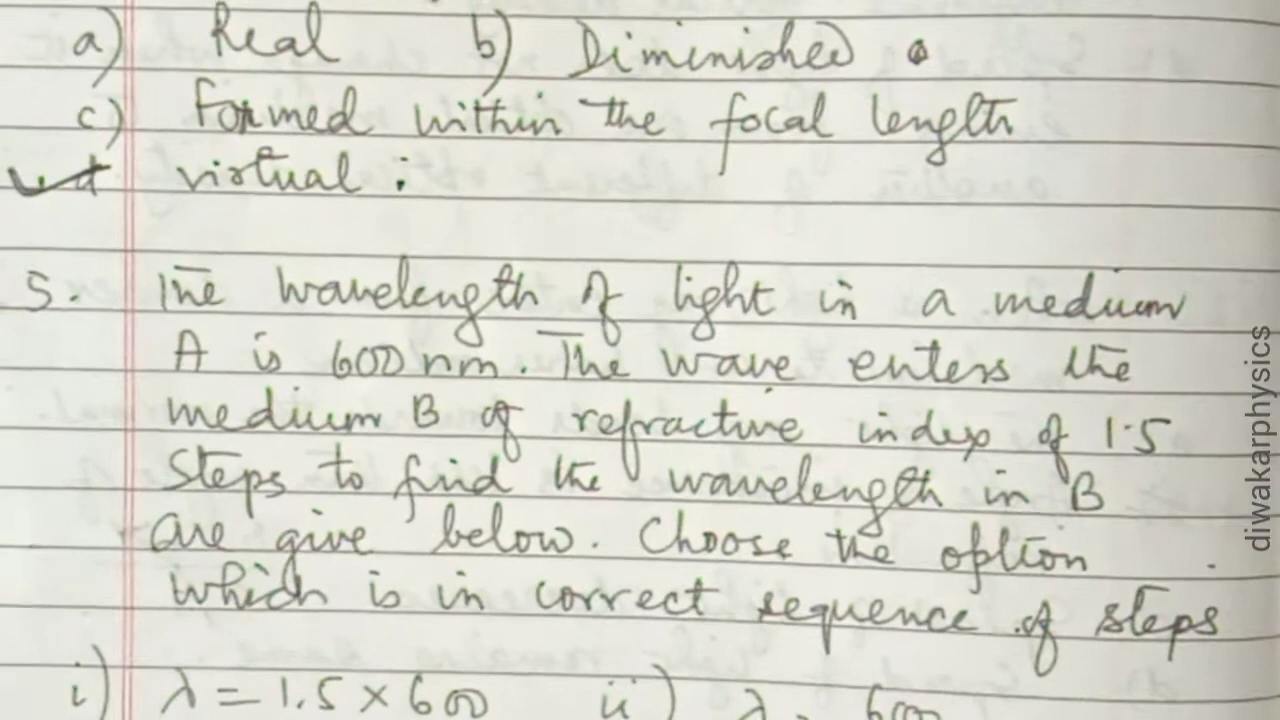 a) Real b) Diminished
c) Formed within the focal length
d virtual :
5. The wavelength of light in a medium
A is 600 nm. The wave enters the
medium B of refractive index of 1.5
Steps to find the wavelength in B
are give below. Choose the option
which is in correct sequence of steps
i) λ = 1.5 × 600 ii) λ 600
diwakarphysics